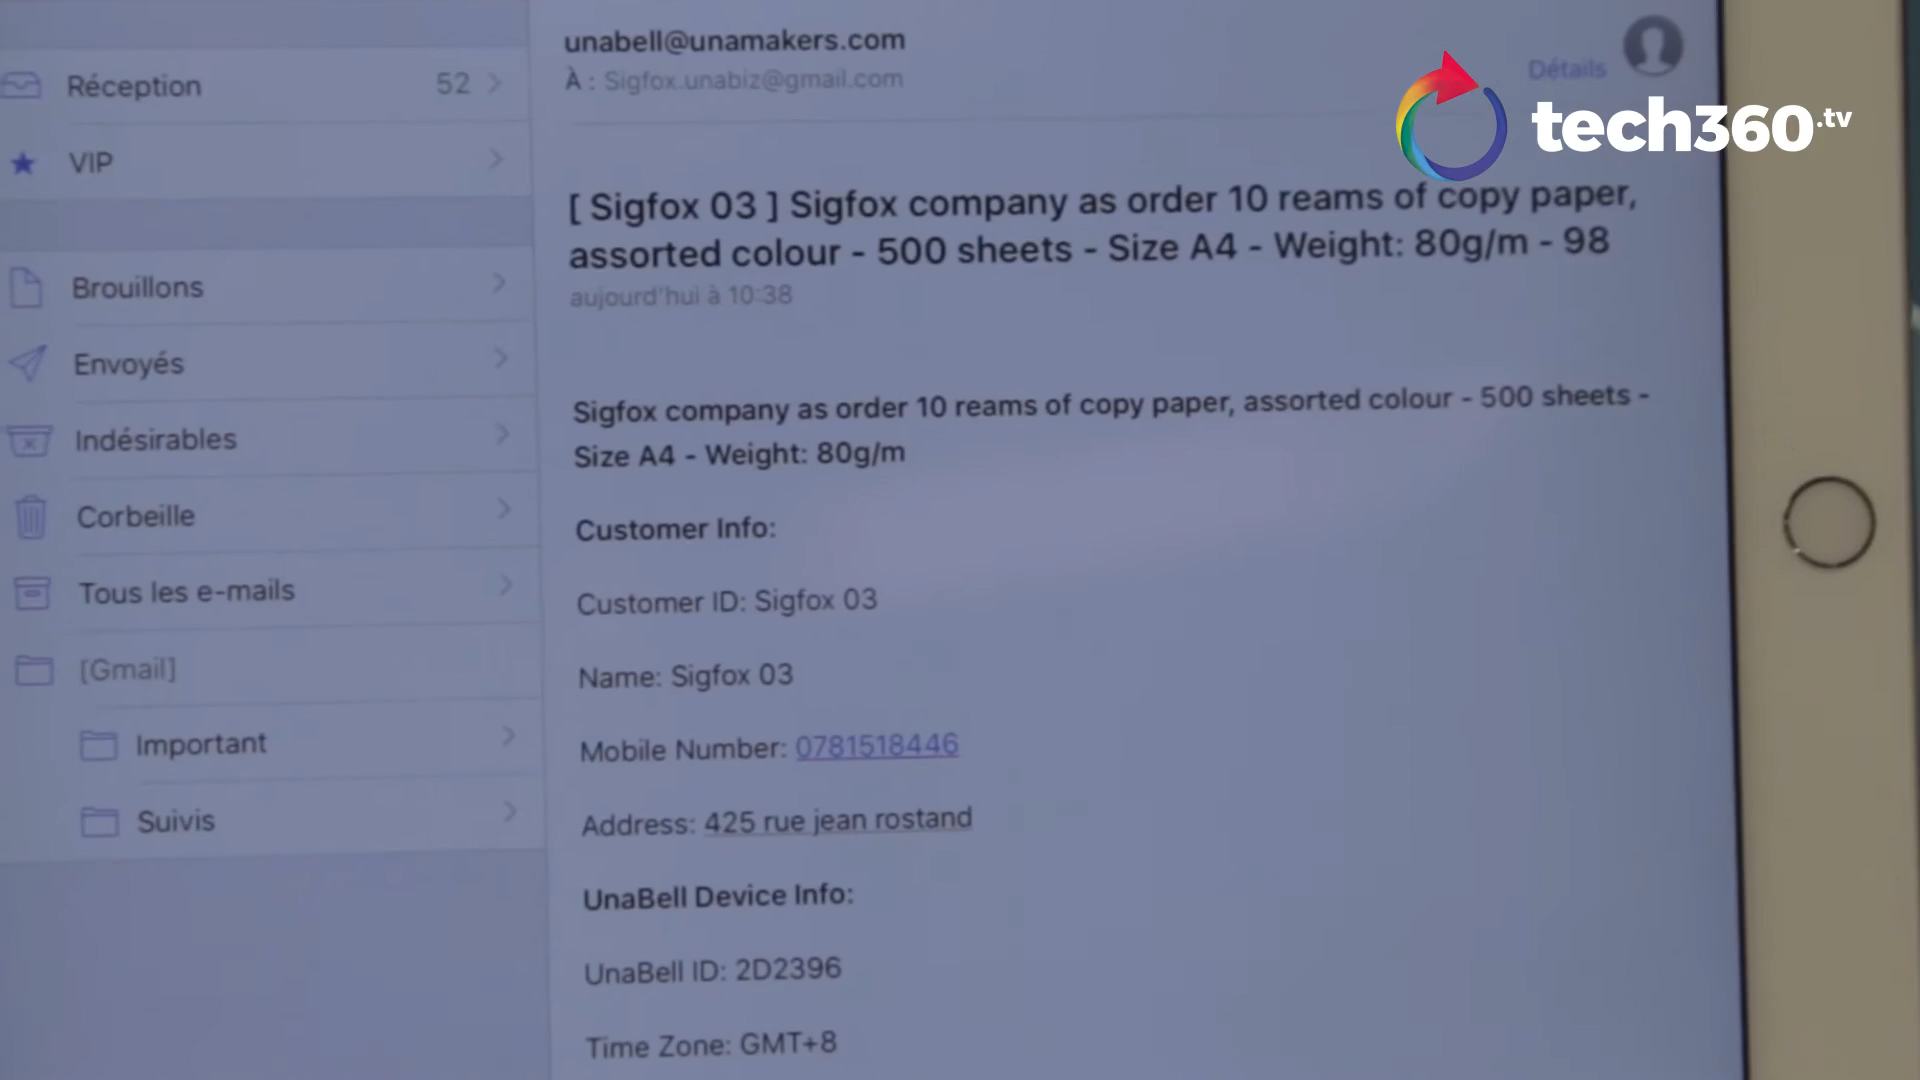 Réception 52
VIP
Brouillons
Envoyés
Indésirables
Corbeille
Tous les e-mails
[Gmail]
Important
Suivis
unabell@unamakers.com
À : Sigfox.unabiz@gmail.com
Détails
tech360.tv
[ Sigfox 03 ] Sigfox company as order 10 reams of copy paper,
assorted colour - 500 sheets - Size A4 - Weight: 80g/m - 98
aujourd'hui à 10:38
Sigfox company as order 10 reams of copy paper, assorted colour - 500 sheets -
Size A4 - Weight: 80g/m
Customer Info:
Customer ID: Sigfox 03
Name: Sigfox 03
Mobile Number: 0781518446
Address: 425 rue jean rostand
UnaBell Device Info:
UnaBell ID: 2D2396
Time Zone: GMT+8